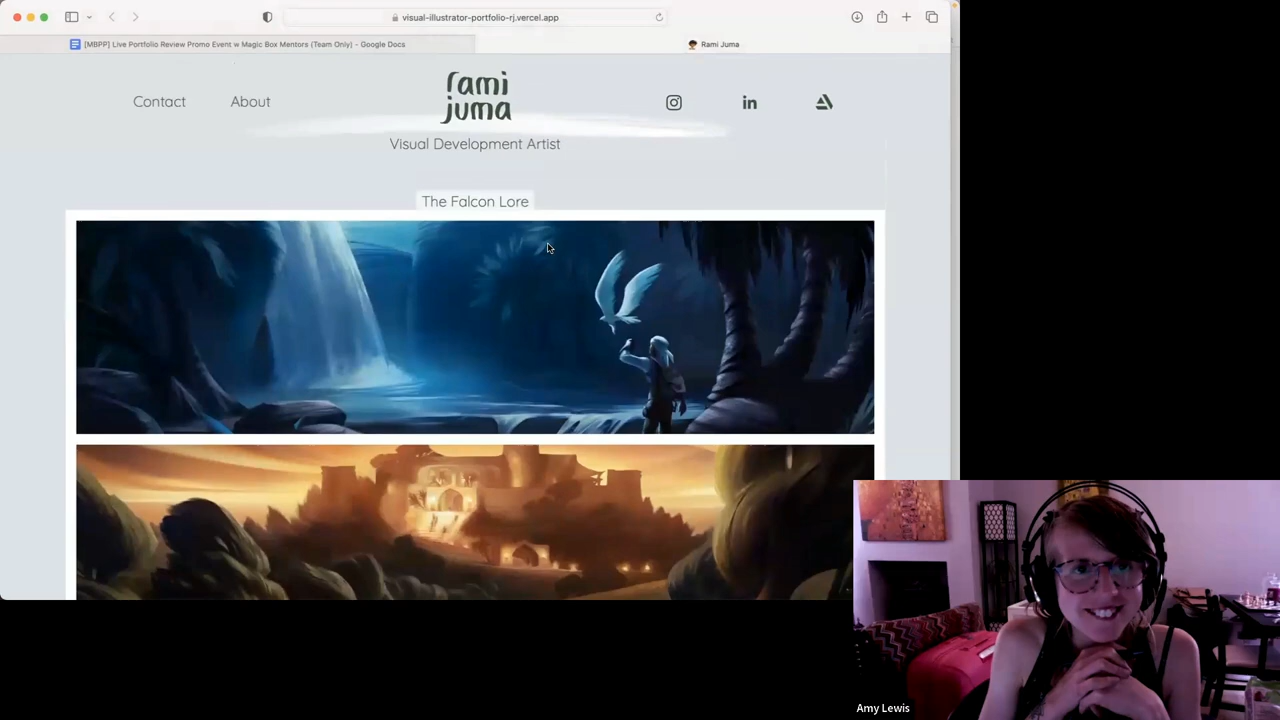 visual-illustrator-portfolio-rj.vercel.app
[MBPP] Live Portfolio Review Promo Event w Magic Box Mentors (Team Only) - Google Docs
Rami Juma
Contact
About
rami
juma
in
Visual Development Artist
The Falcon Lore
Amy Lewis